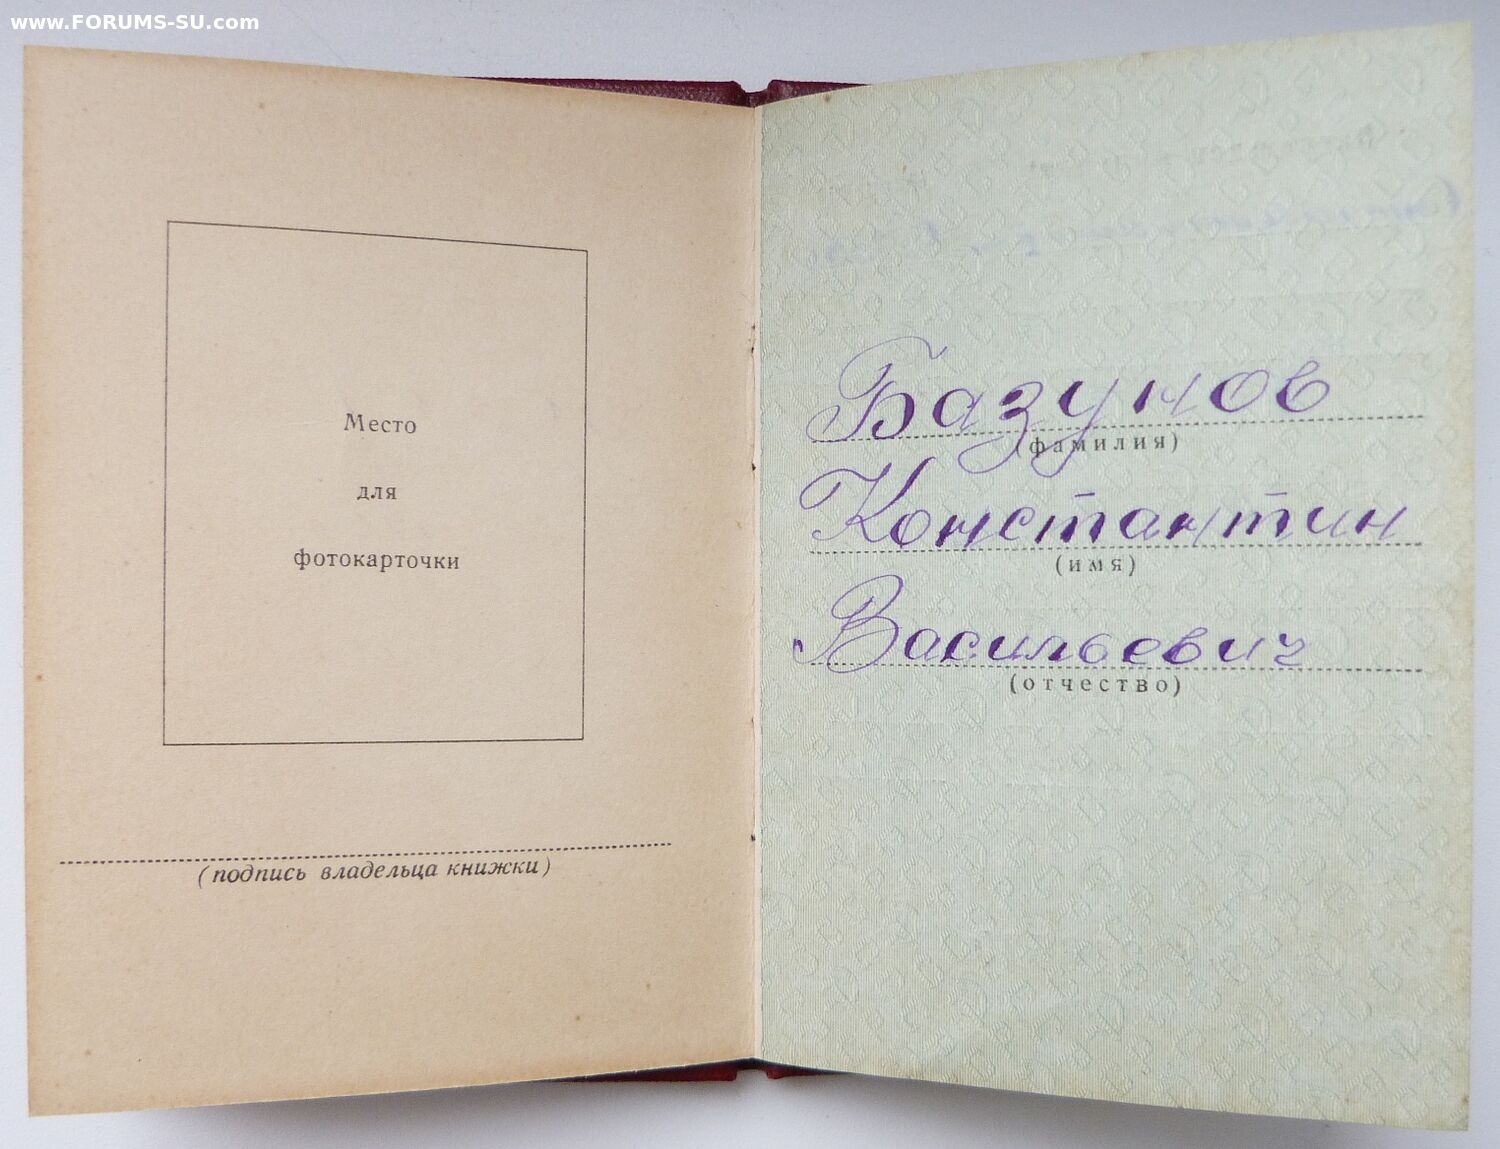 www.FORUMS-SU.com
Место
для
фотокарточки
(подпись владельца книжки)
Базунов
(фамилия)
Константин
(имя)
Васильевич
(отчество)